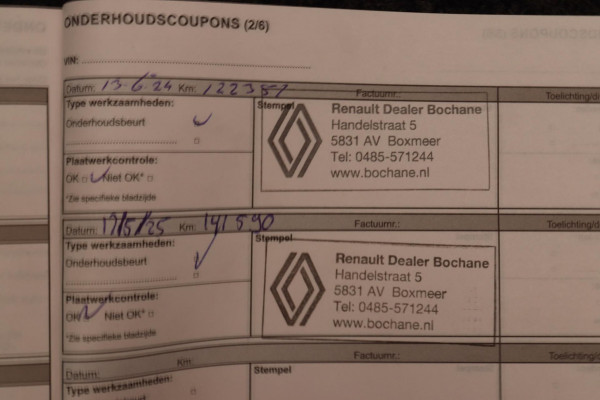 ONDERHOUDSCOUPONS (2/6)
VIN:
Datum: 13-6-24 Km: 122351 Factuurnr.: Toelichting/d
Type werkzaamheden: Stempel
Onderhoudsbeurt
Plaatwerkcontrole:
OK Niet OK*
*Zie specifieke bladzijde
Renault Dealer Bochane
Handelstraat 5
5831 AV Boxmeer
Tel: 0485-571244
www.bochane.nl
Datum: 17/5/25 Km: 141590 Factuurnr.: Toelichting/d
Type werkzaamheden: Stempel
Onderhoudsbeurt
Plaatwerkcontrole:
OK Niet OK*
*Zie specifieke bladzijde
Renault Dealer Bochane
Handelstraat 5
5831 AV Boxmeer
Tel: 0485-571244
www.bochane.nl
Datum: Km: Factuurnr.: Toelichting/d
Type werkzaamheden: Stempel